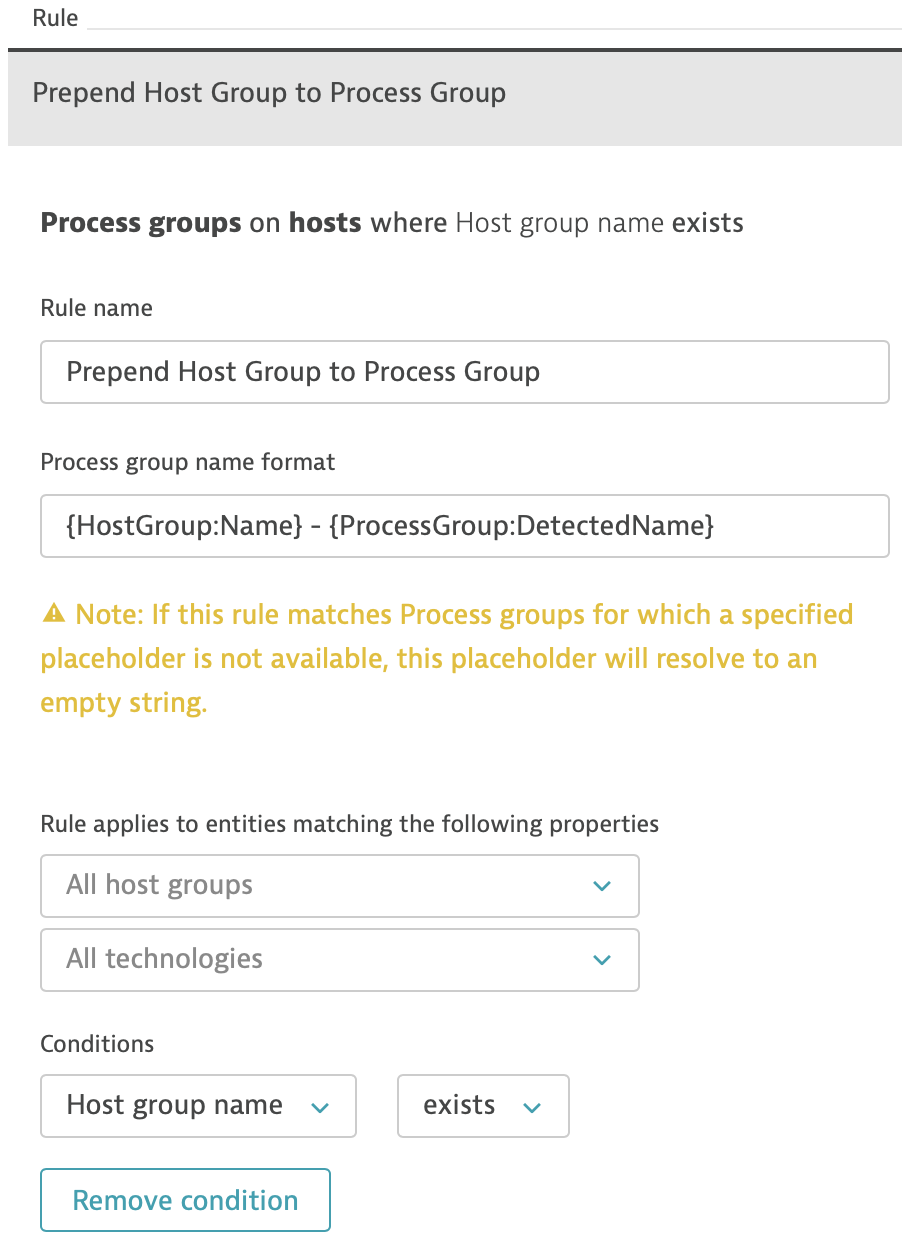 Rule
Prepend Host Group to Process Group
Process groups on hosts where Host group name exists
Rule name
Prepend Host Group to Process Group
Process group name format
{HostGroup:Name} - {ProcessGroup:DetectedName}
Note: If this rule matches Process groups for which a specified
placeholder is not available, this placeholder will resolve to an
empty string.
Rule applies to entities matching the following properties
All host groups
All technologies
Conditions
Host group name exists
Remove condition